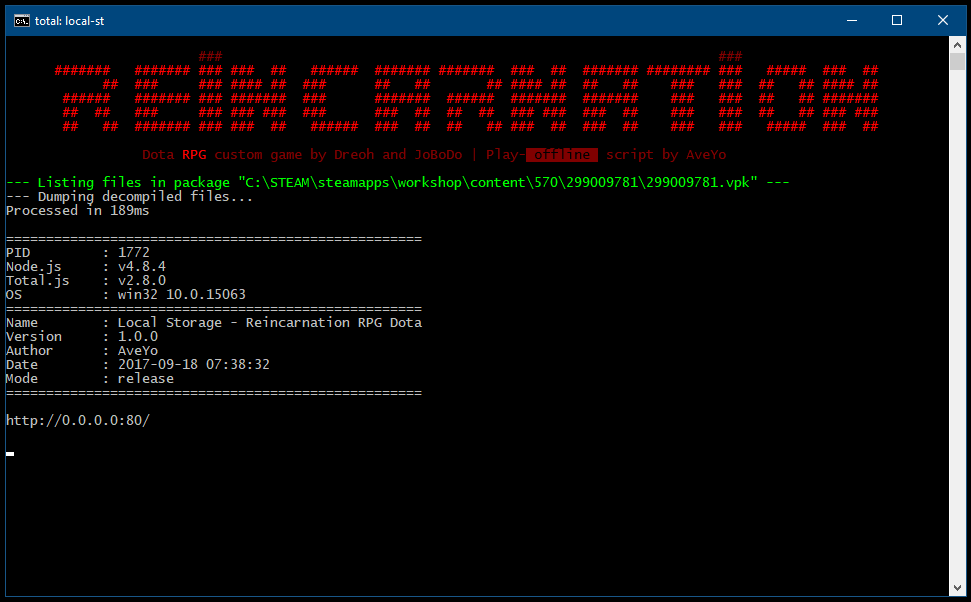 total: local-st
REINCARNATION
Dota RPG custom game by Dreoh and JoBoDo | Play-offline script by AveYo
--- Listing files in package "C:\STEAM\steamapps\workshop\content\570\299009781\299009781.vpk" ---
--- Dumping decompiled files...
Processed in 189ms
====================================================
PID : 1772
Node.js : v4.8.4
Total.js : v2.8.0
OS : win32 10.0.15063
====================================================
Name : Local Storage - Reincarnation RPG Dota
Version : 1.0.0
Author : AveYo
Date : 2017-09-18 07:38:32
Mode : release
====================================================
http://0.0.0.0:80/